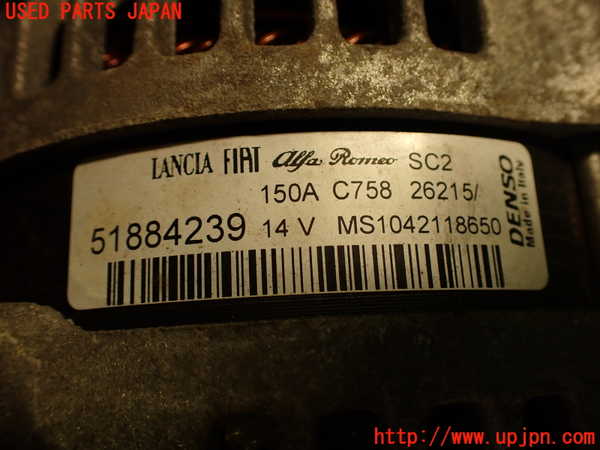 USED PARTS JAPAN
LANCIA FIAT Alfa Romeo SC2
150A C758 26215/
51884239 14 V MS1042118650
DENSO
Made in Italy
http://www.upjpn.com